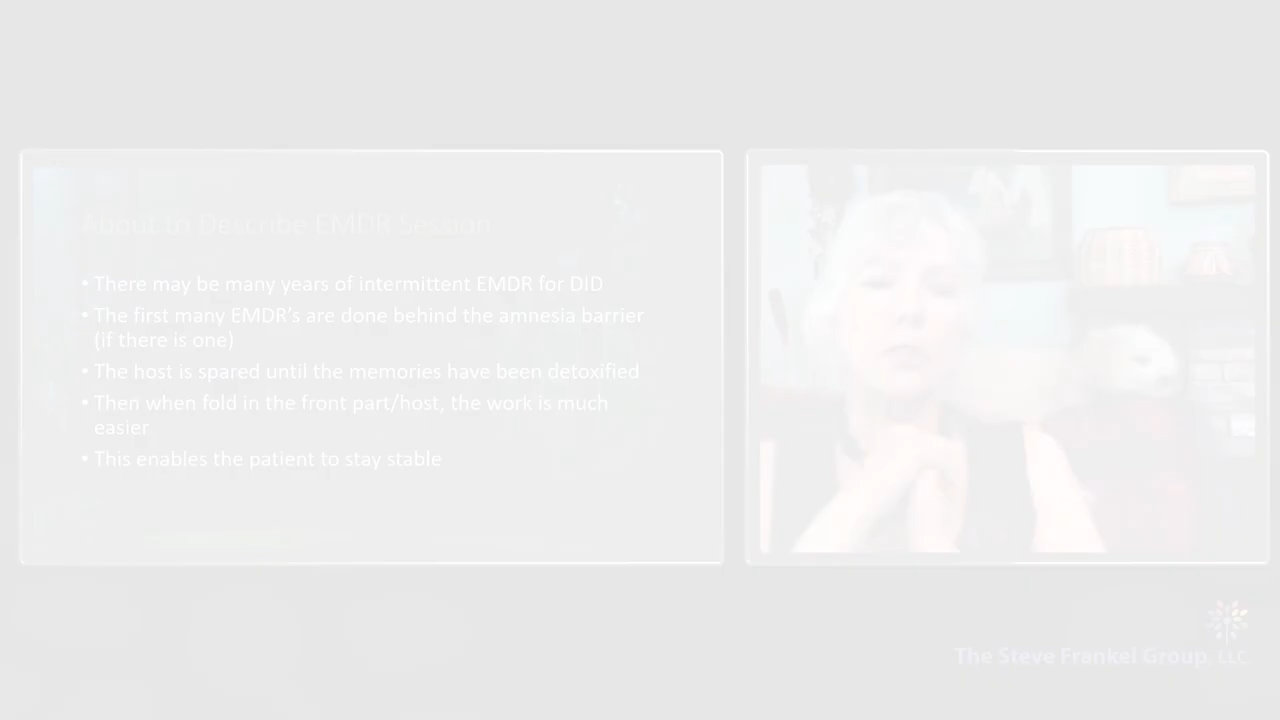 About to Describe EMDR Session
• There may be many years of intermittent EMDR for DID
• The first many EMDR's are done behind the amnesia barrier
(if there is one)
• The host is spared until the memories have been detoxified
• Then when fold in the front part/host, the work is much
easier
• This enables the patient to stay stable
The Steve Frankel Group, LLC